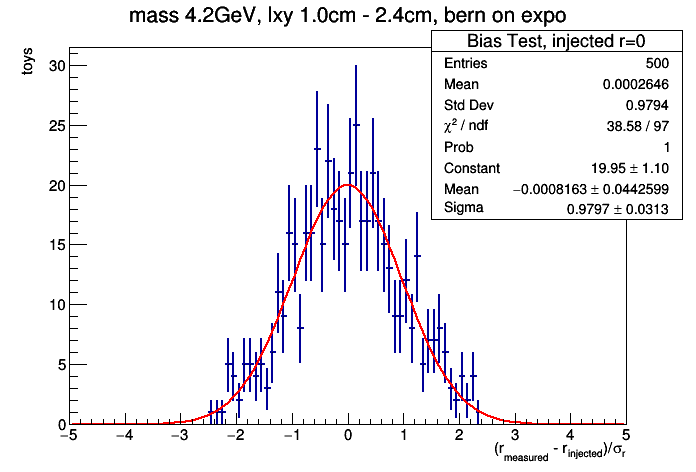 mass 4.2GeV, lxy 1.0cm - 2.4cm, bern on expo
toys
Bias Test, injected r=0
Entries 500
Mean 0.0002646
Std Dev 0.9794
χ² / ndf 38.58 / 97
Prob 1
Constant 19.95 ± 1.10
Mean −0.0008163 ± 0.0442599
Sigma 0.9797 ± 0.0313
30
25
20
15
10
5
0
−5 −4 −3 −2 −1 0 1 2 3 4 5
(r_measured - r_injected)/σ_r